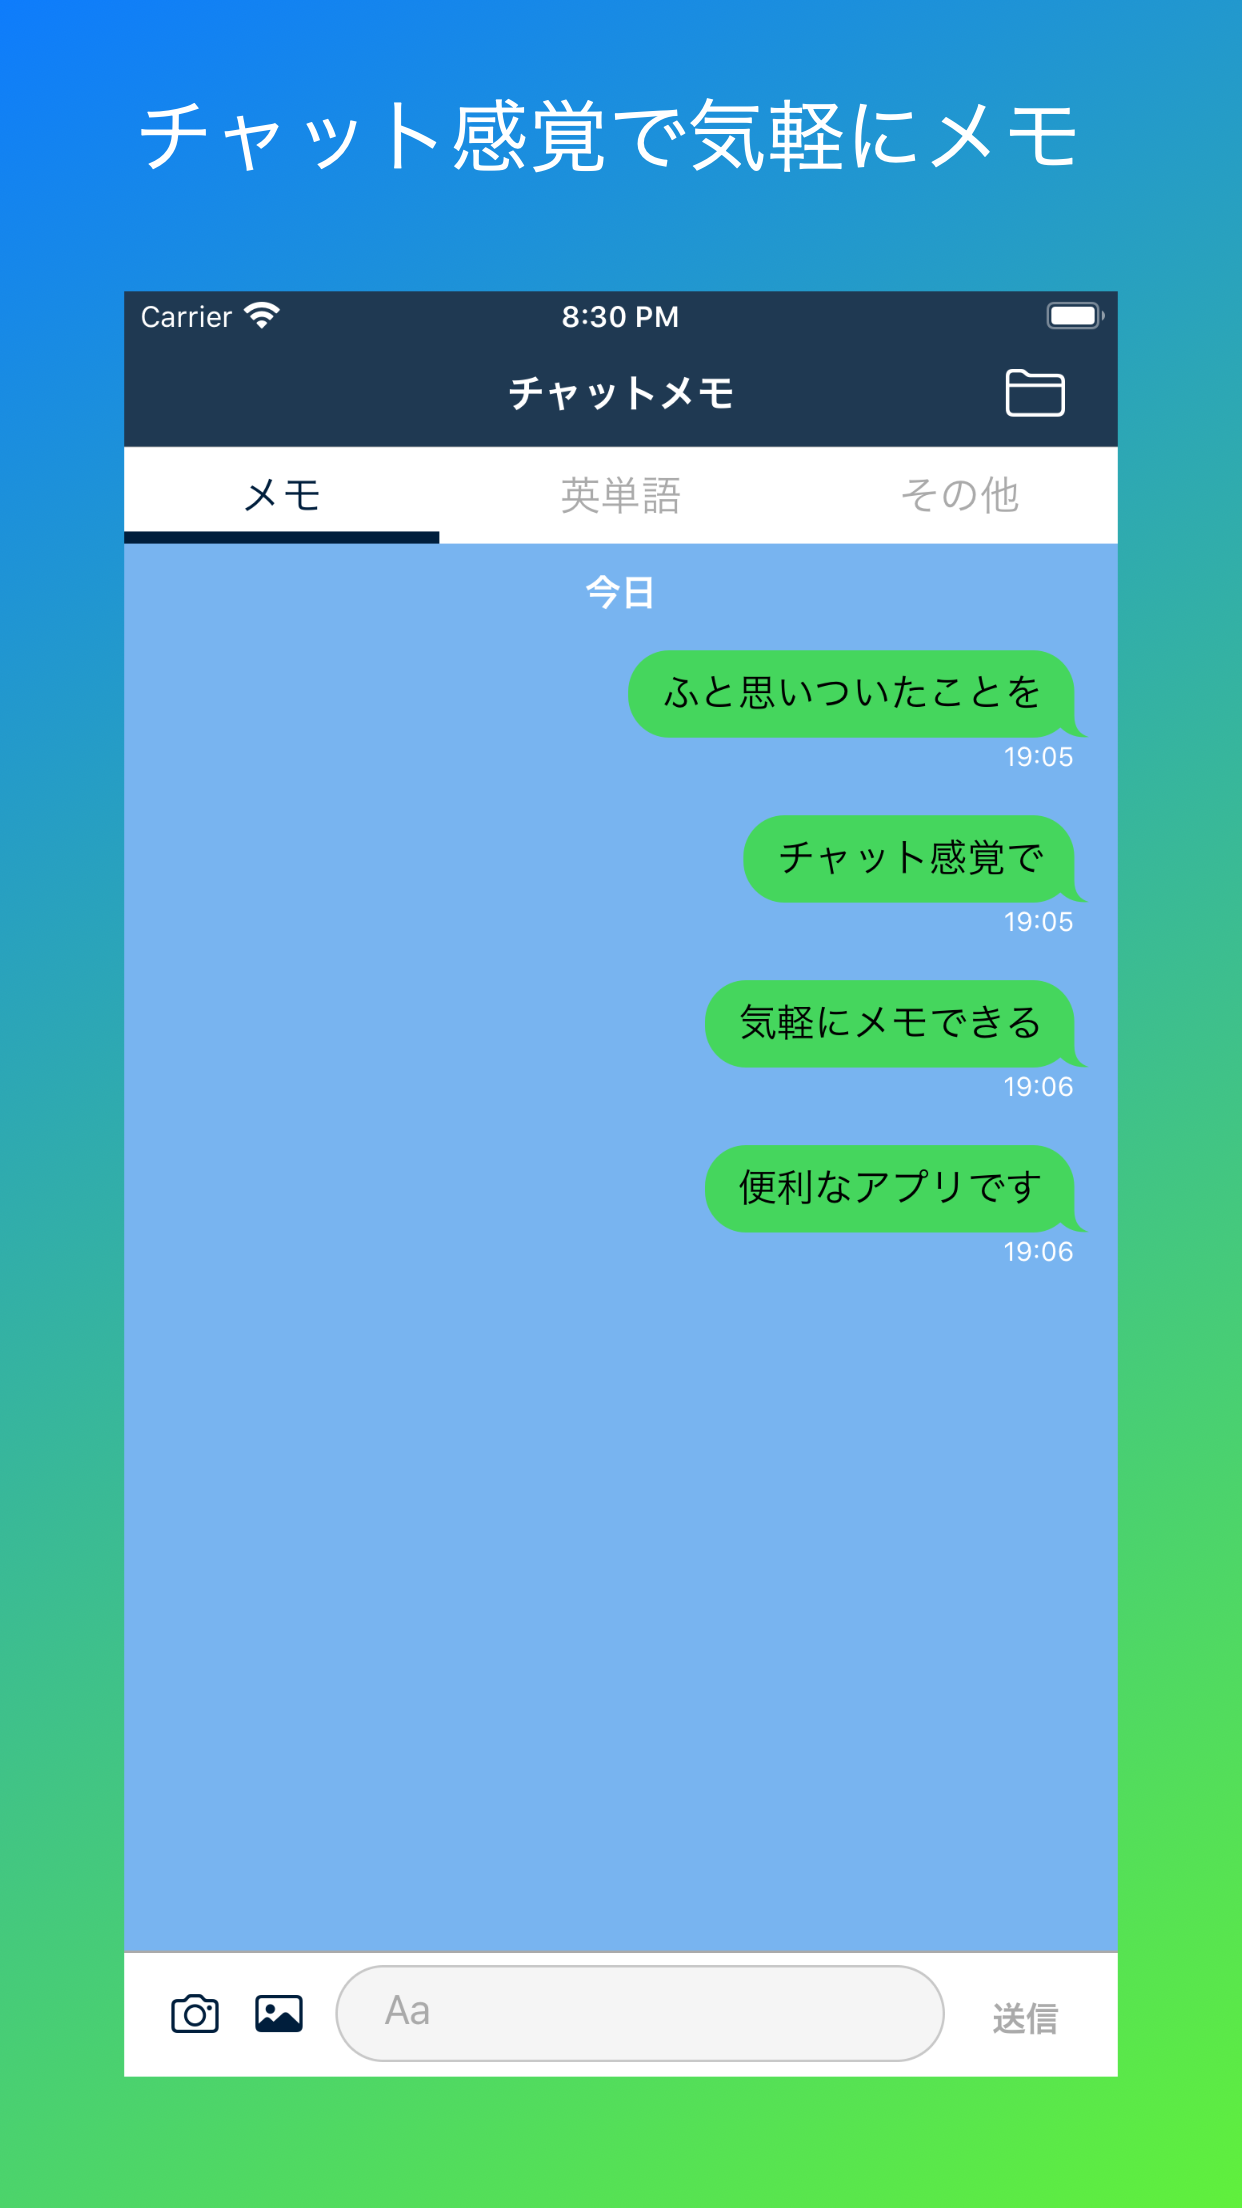 チャット感覚で気軽にメモ
Carrier 8:30 PM
チャットメモ
メモ 英単語 その他
今日
ふと思いついたことを
19:05
チャット感覚で
19:05
気軽にメモできる
19:06
便利なアプリです
19:06
Aa 送信